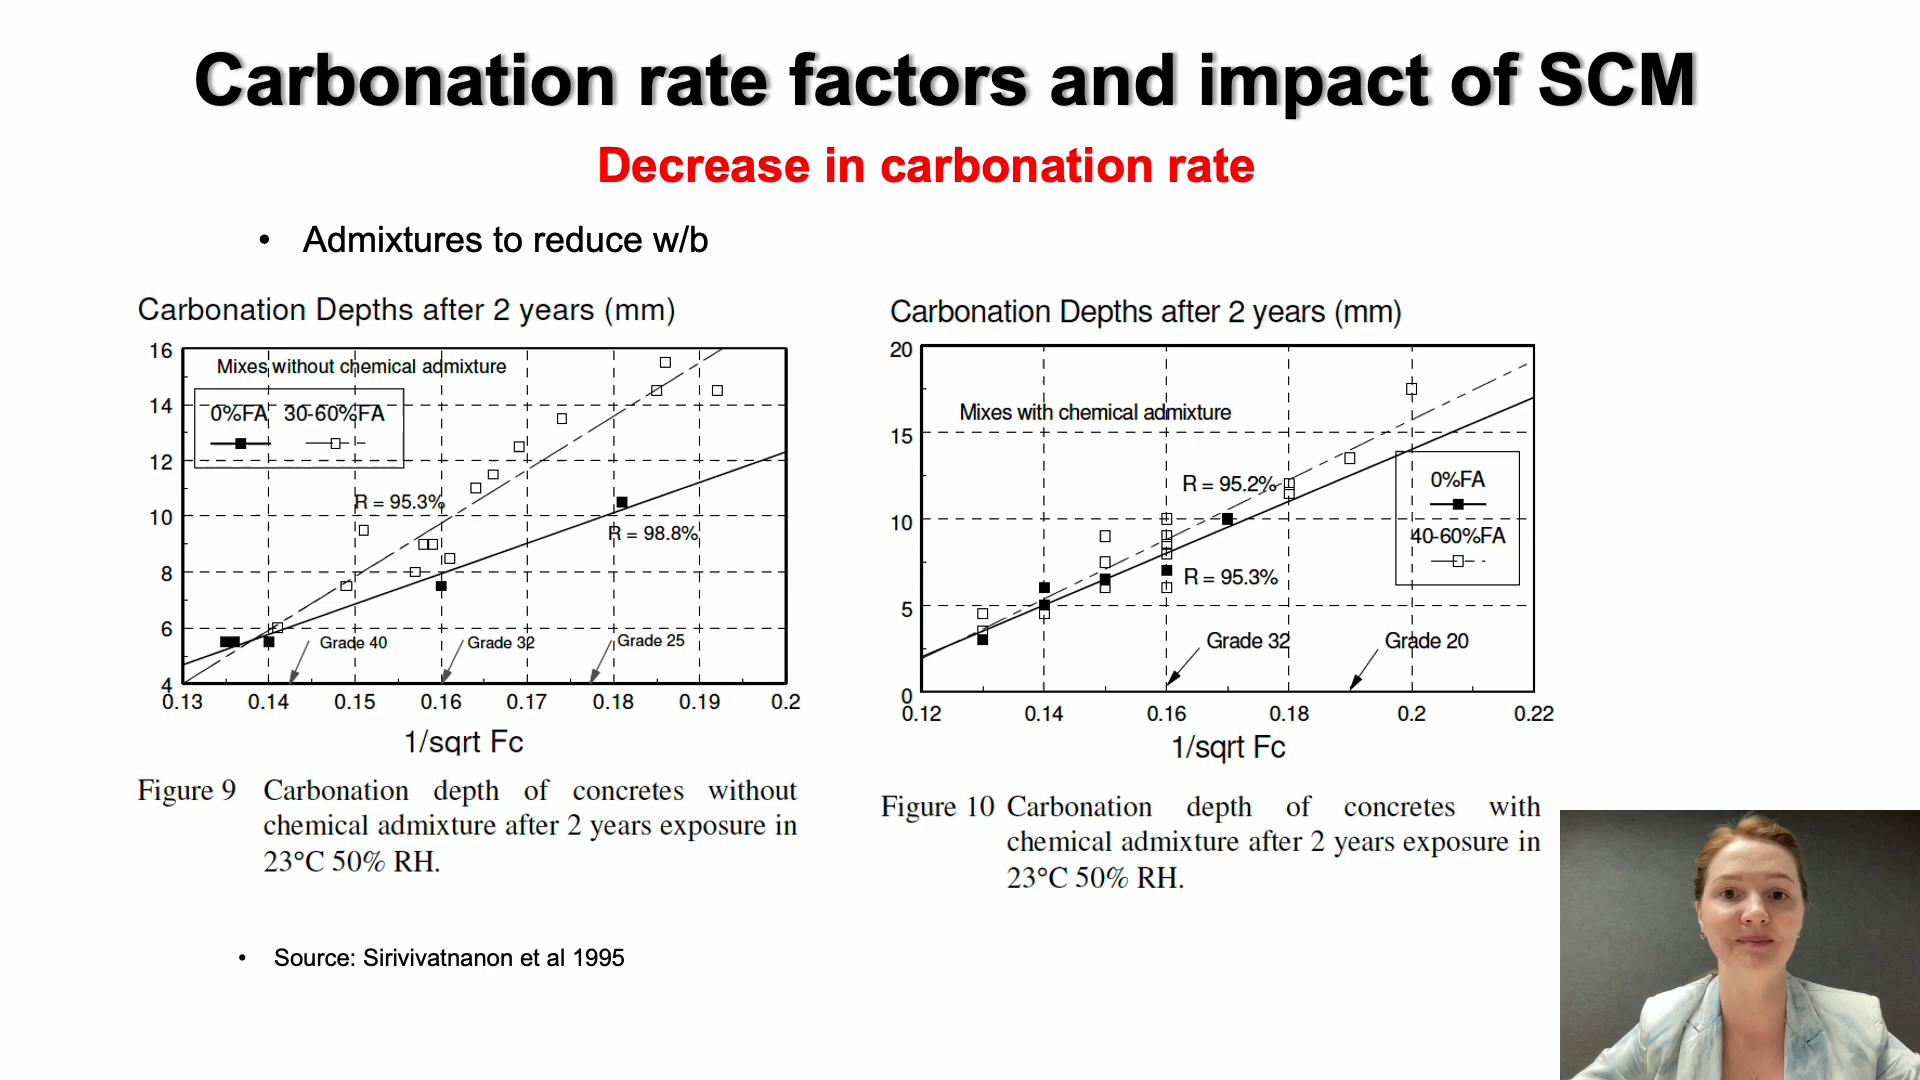 Carbonation rate factors and impact of SCM
Decrease in carbonation rate
• Admixtures to reduce w/b
Carbonation Depths after 2 years (mm)
16
14
12
10
8
6
4
Mixes without chemical admixture
0%FA 30-60%FA
R = 95.3%
R = 98.8%
Grade 40
Grade 32
Grade 25
0.13 0.14 0.15 0.16 0.17 0.18 0.19 0.2
1/sqrt Fc
Figure 9 Carbonation depth of concretes without
chemical admixture after 2 years exposure in
23°C 50% RH.
Carbonation Depths after 2 years (mm)
20
15
10
5
0
Mixes with chemical admixture
R = 95.2%
0%FA
40-60%FA
R = 95.3%
Grade 32
Grade 20
0.12 0.14 0.16 0.18 0.2 0.22
1/sqrt Fc
Figure 10 Carbonation depth of concretes with
chemical admixture after 2 years exposure in
23°C 50% RH.
• Source: Sirivivatnanon et al 1995